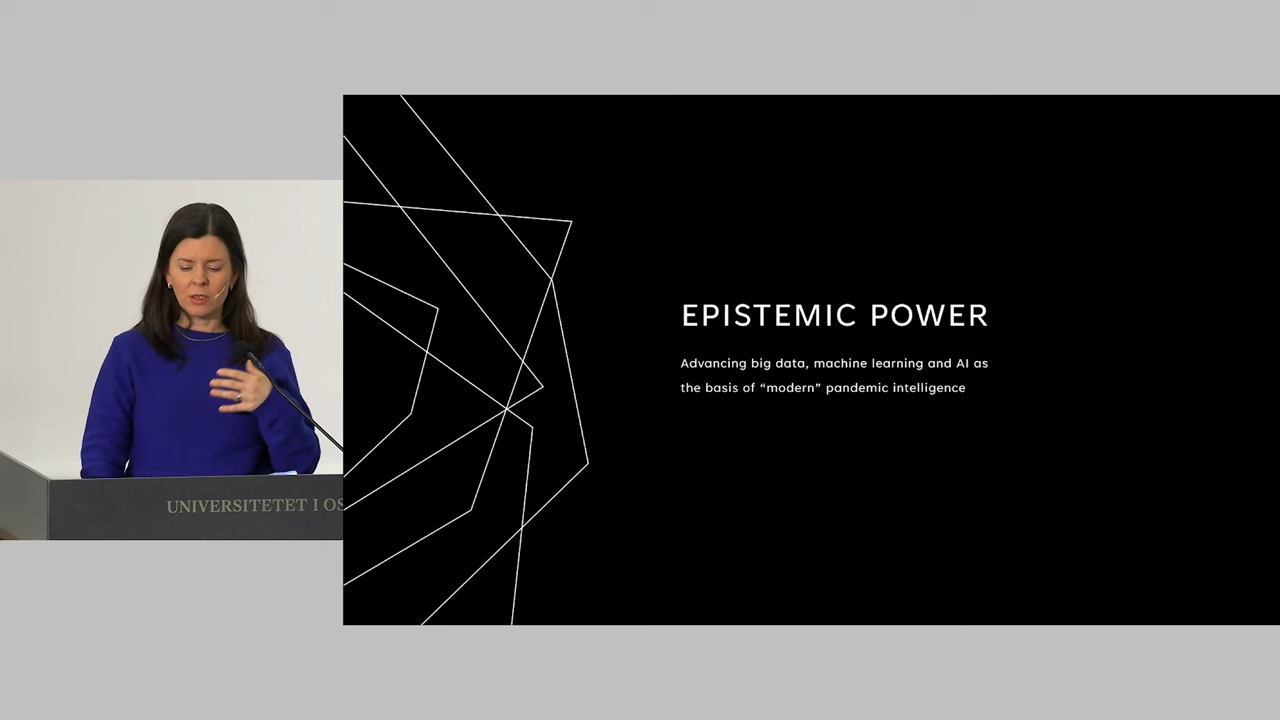 EPISTEMIC POWER
Advancing big data, machine learning and AI as
the basis of “modern” pandemic intelligence
UNIVERSITETET I OS